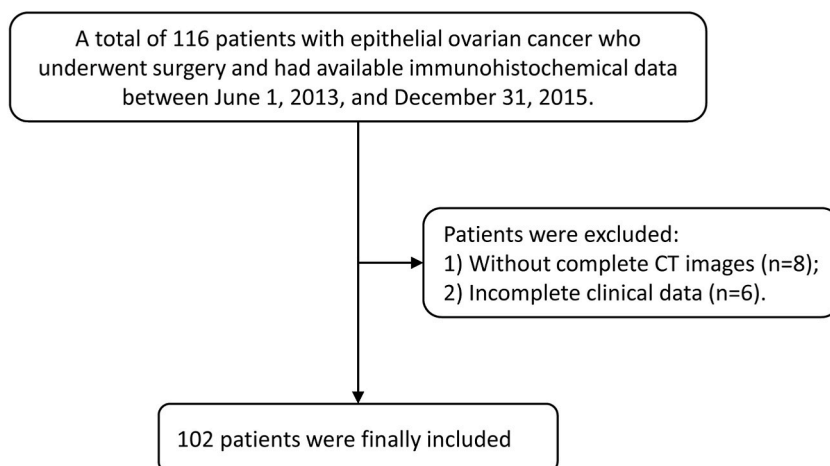 A total of 116 patients with epithelial ovarian cancer who
underwent surgery and had available immunohistochemical data
between June 1, 2013, and December 31, 2015.
Patients were excluded:
1) Without complete CT images (n=8);
2) Incomplete clinical data (n=6).
102 patients were finally included